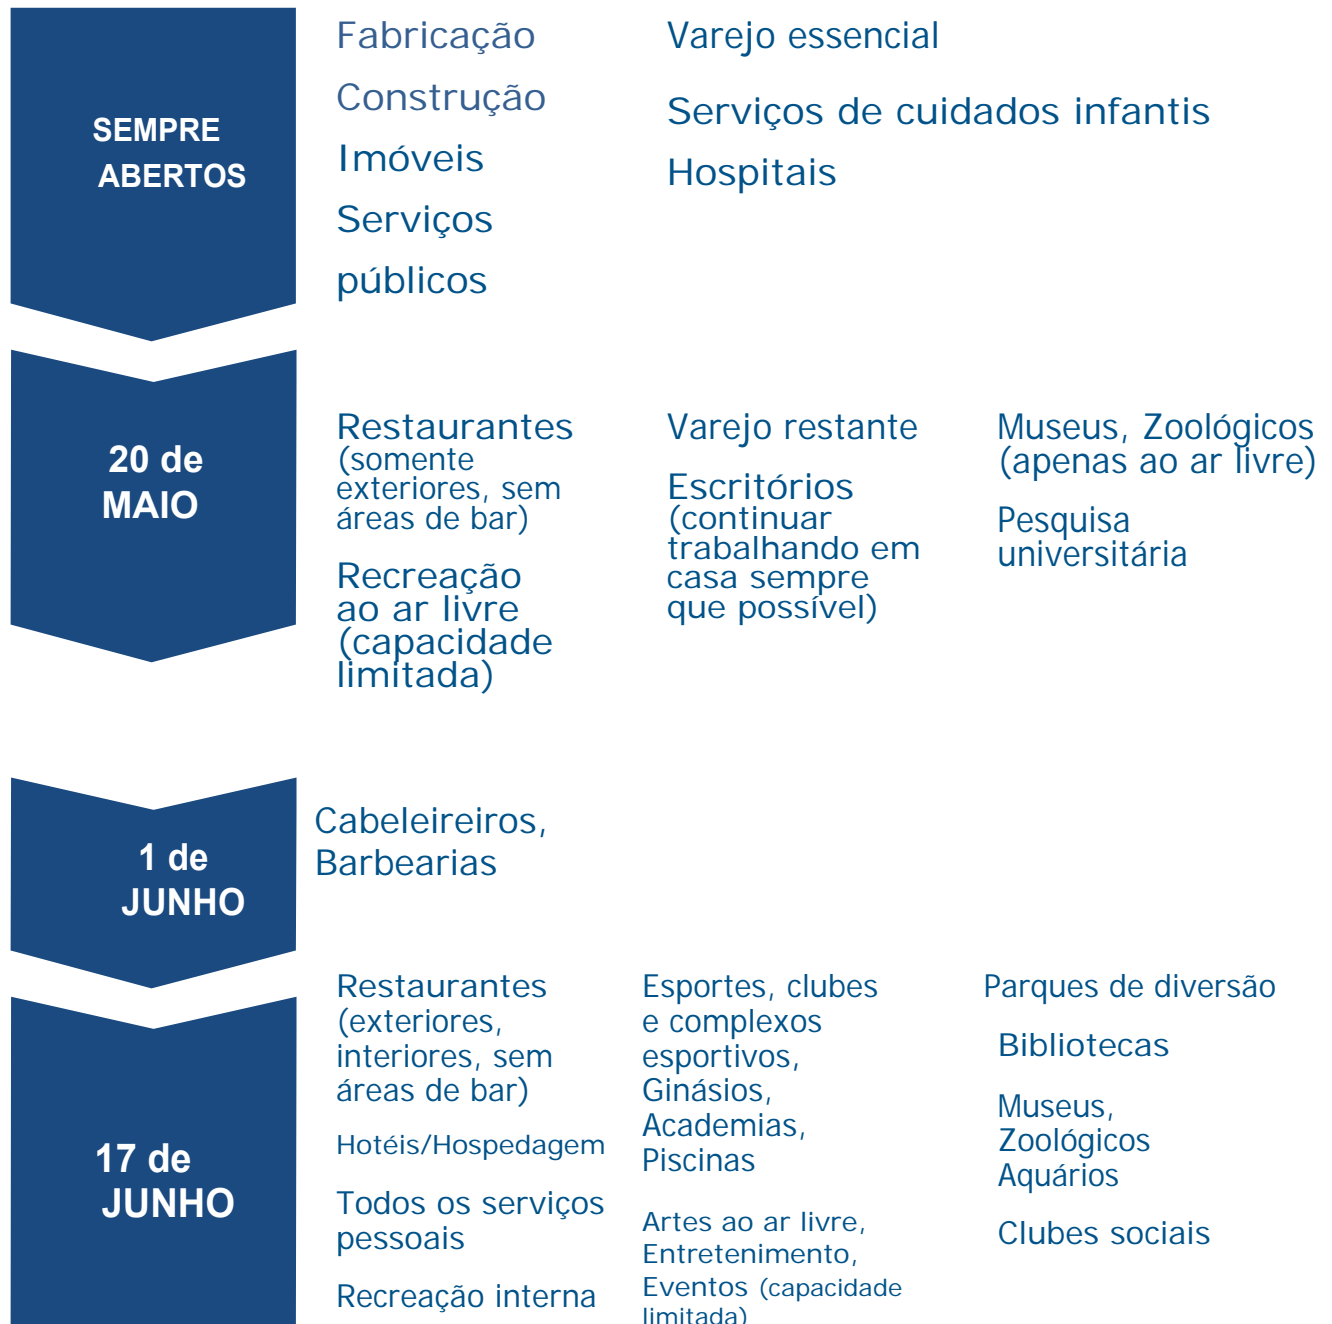 SEMPRE
ABERTOS
Fabricação
Construção
Imóveis
Serviços
públicos
Varejo essencial
Serviços de cuidados infantis
Hospitais
20 de
MAIO
Restaurantes
(somente
exteriores, sem
áreas de bar)
Recreação
ao ar livre
(capacidade
limitada)
Varejo restante
Escritórios
(continuar
trabalhando em
casa sempre
que possível)
Museus, Zoológicos
(apenas ao ar livre)
Pesquisa
universitária
1 de
JUNHO
Cabeleireiros,
Barbearias
17 de
JUNHO
Restaurantes
(exteriores,
interiores, sem
áreas de bar)
Hotéis/Hospedagem
Todos os serviços
pessoais
Recreação interna
Esportes, clubes
e complexos
esportivos,
Ginásios,
Academias,
Piscinas
Artes ao ar livre,
Entretenimento,
Eventos (capacidade
limitada)
Parques de diversão
Bibliotecas
Museus,
Zoológicos
Aquários
Clubes sociais